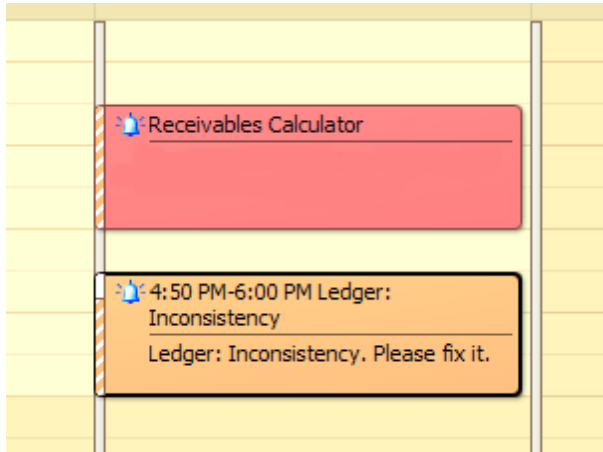 Receivables Calculator
4:50 PM-6:00 PM Ledger:
Inconsistency
Ledger: Inconsistency. Please fix it.